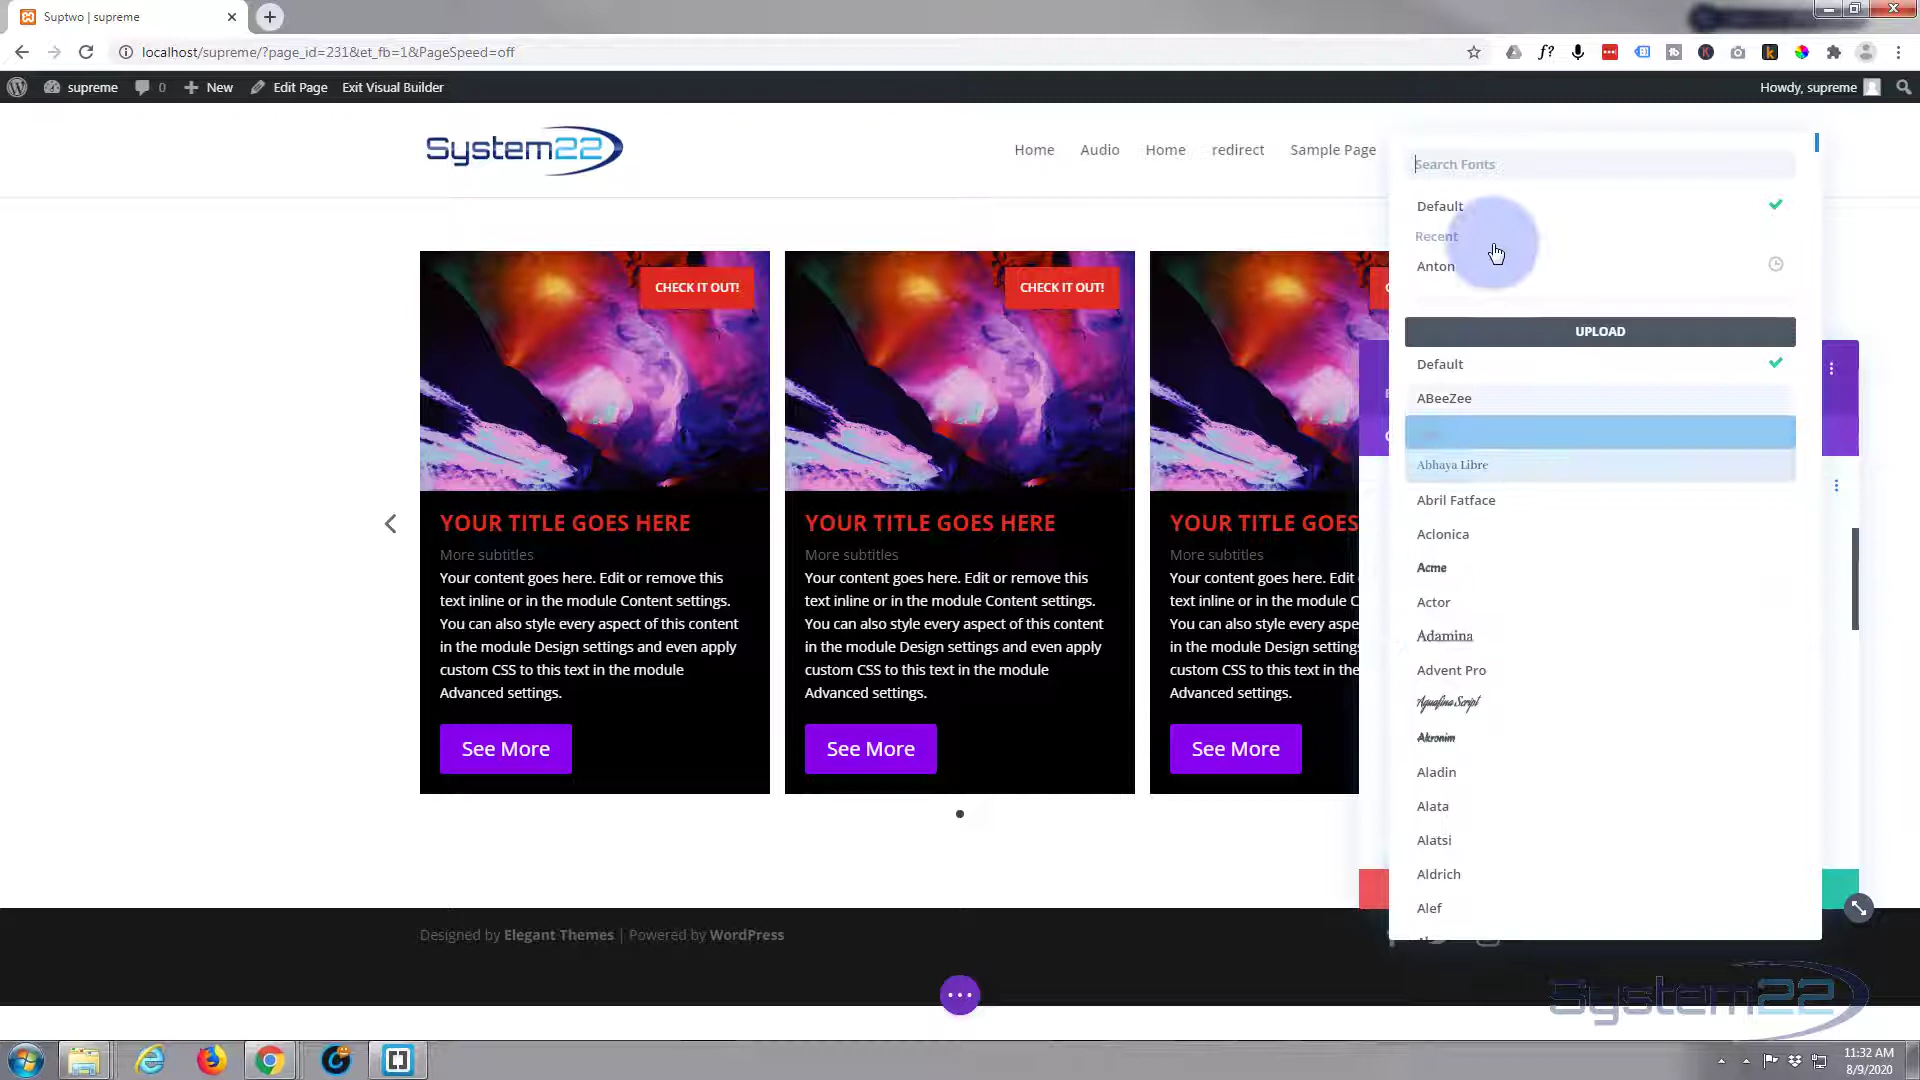 Suptwo | supreme
localhost/supreme/?page_id=231&et_fb=1&PageSpeed=off
supreme 0 New Edit Page Exit Visual Builder Howdy, supreme
System22
Home Audio Home redirect Sample Page
Search Fonts
Default
Recent
Anton
UPLOAD
Default
ABeeZee
Abhaya Libre
Abril Fatface
Aclonica
Acme
Actor
Adamina
Advent Pro
Aguafina Script
Akronim
Aladin
Alata
Alatsi
Aldrich
Alef
CHECK IT OUT!
YOUR TITLE GOES HERE
More subtitles
Your content goes here. Edit or remove this
text inline or in the module Content settings.
You can also style every aspect of this content
in the module Design settings and even apply
custom CSS to this text in the module
Advanced settings.
See More
CHECK IT OUT!
YOUR TITLE GOES HERE
More subtitles
Your content goes here. Edit or remove this
text inline or in the module Content settings.
You can also style every aspect of this content
in the module Design settings and even apply
custom CSS to this text in the module
Advanced settings.
See More
YOUR TITLE GOES
More subtitles
Your content goes here. Edit
text inline or in the module C
You can also style every aspe
in the module Design settings
custom CSS to this text in the
Advanced settings.
See More
Designed by Elegant Themes | Powered by WordPress
System22
11:32 AM
8/9/2020